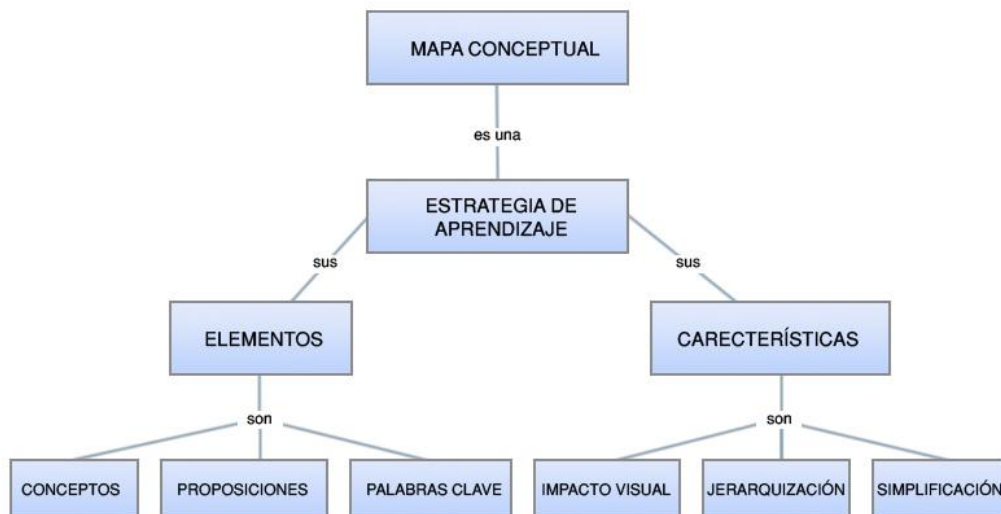 MAPA CONCEPTUAL
es una
ESTRATEGIA DE
APRENDIZAJE
sus
sus
ELEMENTOS
CARECTERÍSTICAS
son
son
CONCEPTOS
PROPOSICIONES
PALABRAS CLAVE
IMPACTO VISUAL
JERARQUIZACIÓN
SIMPLIFICACIÓN